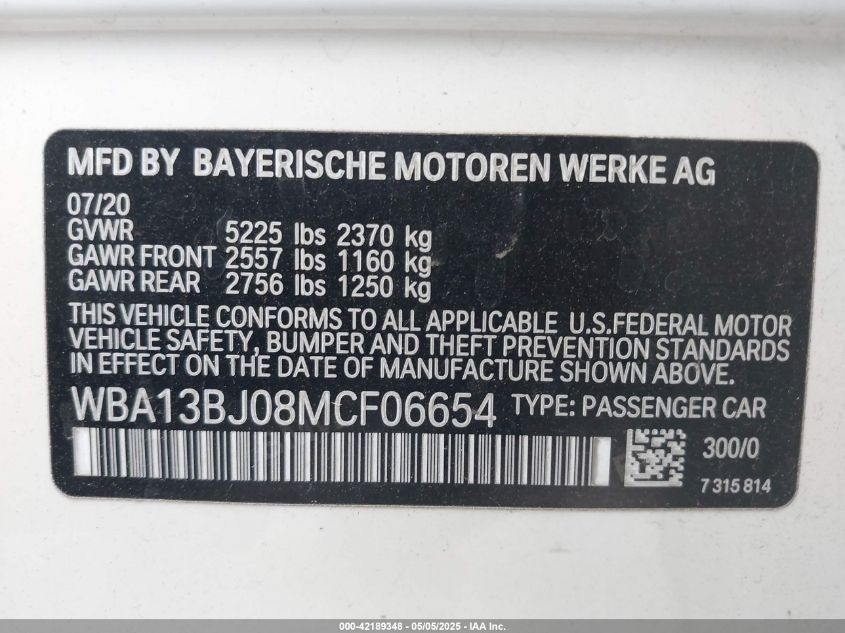 MFD BY BAYERISCHE MOTOREN WERKE AG
07/20
GVWR 5225 lbs 2370 kg
GAWR FRONT 2557 lbs 1160 kg
GAWR REAR 2756 lbs 1250 kg
THIS VEHICLE CONFORMS TO ALL APPLICABLE U.S.FEDERAL MOTOR
VEHICLE SAFETY, BUMPER AND THEFT PREVENTION STANDARDS
IN EFFECT ON THE DATE OF MANUFACTURE SHOWN ABOVE.
WBA13BJ08MCF06654 TYPE: PASSENGER CAR
300/0
7 315 814
000-42189348 - 05/05/2025 - IAA Inc.